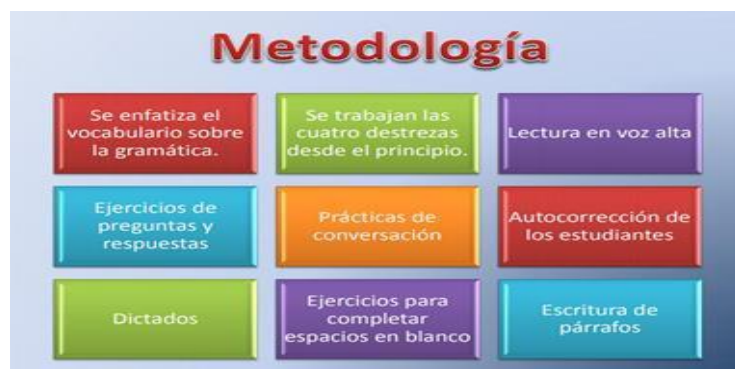 Metodología
Se enfatiza el
vocabulario sobre
la gramática.
Se trabajan las
cuatro destrezas
desde el principio.
Lectura en voz alta
Ejercicios de
preguntas y
respuestas
Prácticas de
conversación
Autocorrección de
los estudiantes
Dictados
Ejercicios para
completar
espacios en blanco
Escritura de
párrafos